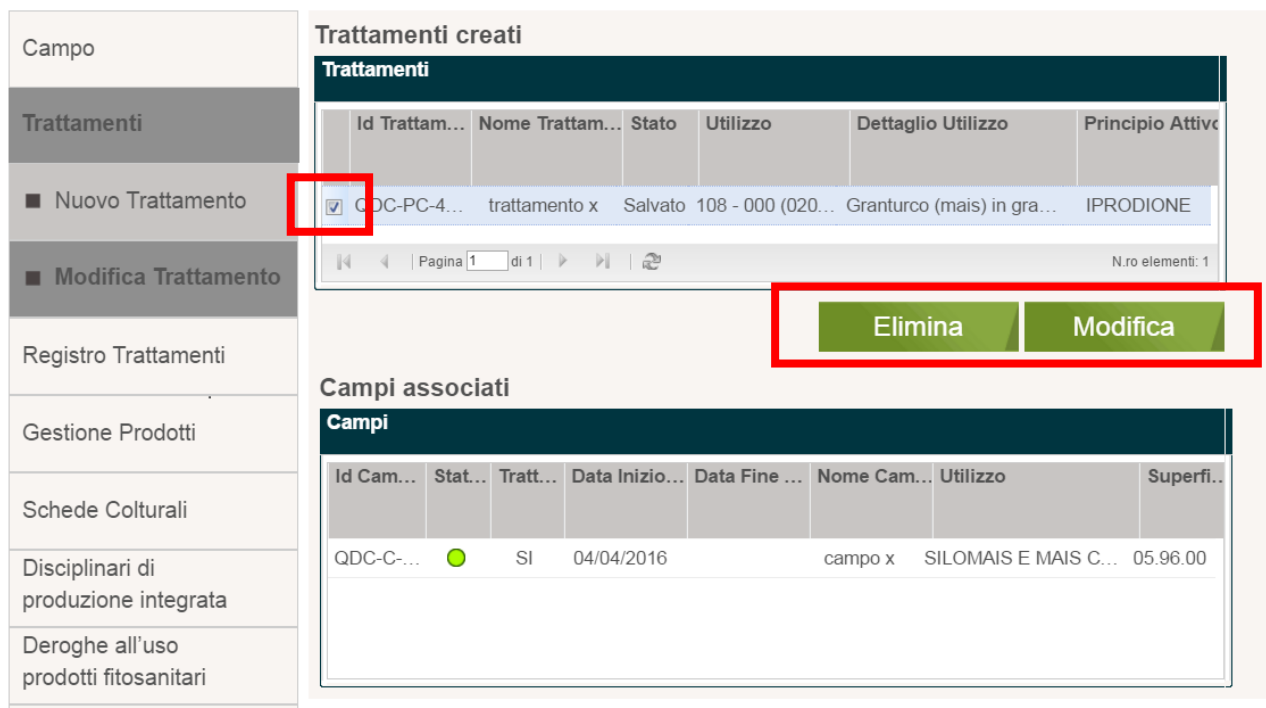 Campo
Trattamenti
■ Nuovo Trattamento
■ Modifica Trattamento
Registro Trattamenti
Gestione Prodotti
Schede Colturali
Disciplinari di
produzione integrata
Deroghe all'uso
prodotti fitosanitari
Trattamenti creati
Trattamenti
Id Trattam... Nome Trattam... Stato Utilizzo Dettaglio Utilizzo Principio Attivo
QDC-PC-4... trattamento x Salvato 108 - 000 (020... Granturco (mais) in gra... IPRODIONE
Pagina 1 di 1 N.ro elementi: 1
Elimina Modifica
Campi associati
Campi
Id Cam... Stat... Tratt... Data Inizio... Data Fine ... Nome Cam... Utilizzo Superfi..
QDC-C-... SI 04/04/2016 campo x SILOMAIS E MAIS C... 05.96.00